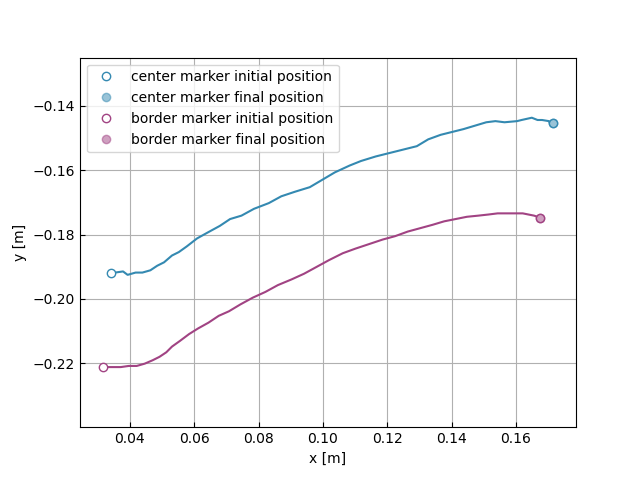 center marker initial position
center marker final position
border marker initial position
border marker final position
−0.14
−0.16
−0.18
−0.20
−0.22
y [m]
0.04 0.06 0.08 0.10 0.12 0.14 0.16
x [m]